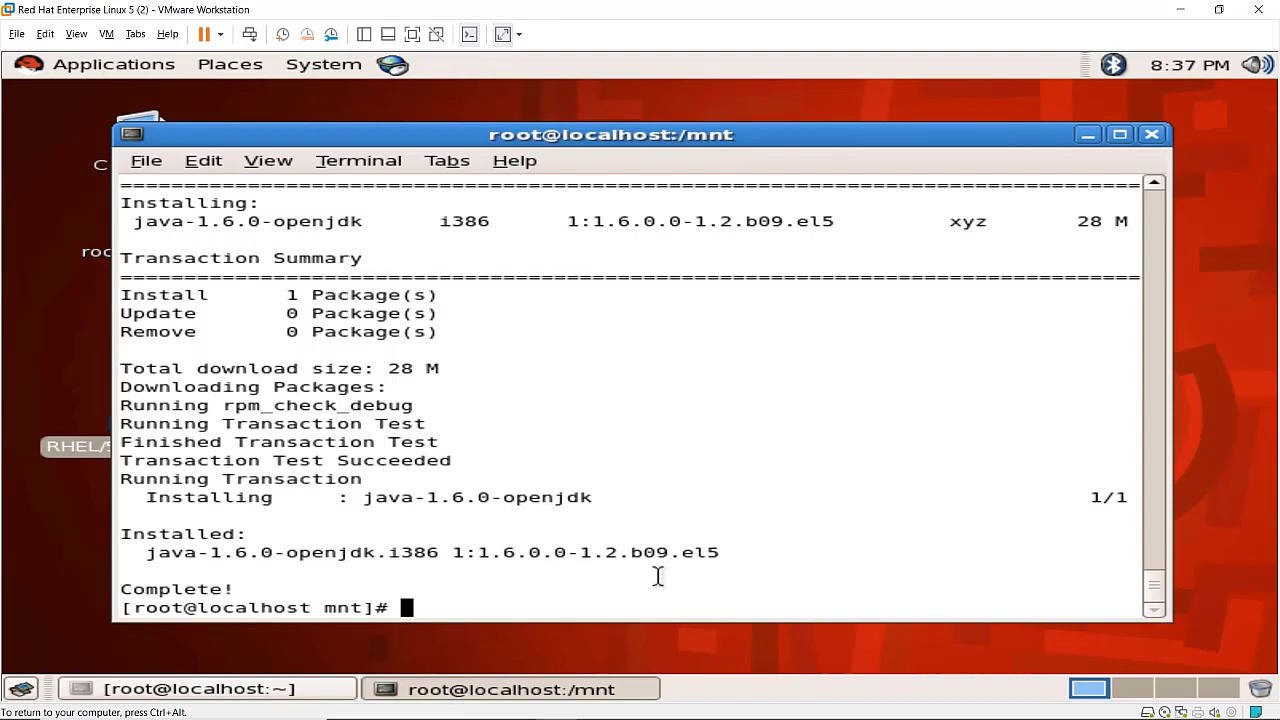 Red Hat Enterprise Linux 5 (2) - VMware Workstation
File Edit View VM Tabs Help
Applications Places System 8:37 PM
root@localhost:/mnt
File Edit View Terminal Tabs Help
================================================================================
Installing:
java-1.6.0-openjdk i386 1:1.6.0.0-1.2.b09.el5 xyz 28 M
Transaction Summary
================================================================================
Install 1 Package(s)
Update 0 Package(s)
Remove 0 Package(s)
Total download size: 28 M
Downloading Packages:
Running rpm_check_debug
Running Transaction Test
Finished Transaction Test
Transaction Test Succeeded
Running Transaction
Installing : java-1.6.0-openjdk 1/1
Installed:
java-1.6.0-openjdk.i386 1:1.6.0.0-1.2.b09.el5
Complete!
[root@localhost mnt]#
C
roo
RHEL/5
[root@localhost:~] root@localhost:/mnt
To return to your computer, press Ctrl+Alt.